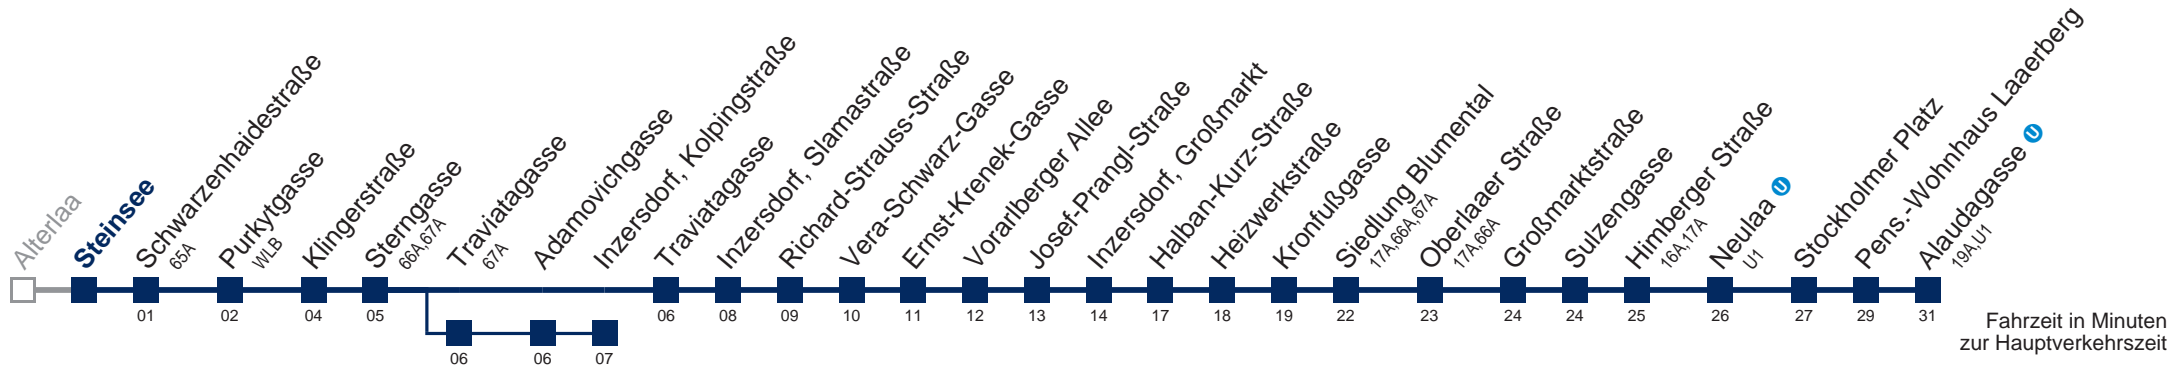 Alterlaa
Steinsee
Schwarzenhaidestraße
65A
Purkytgasse
WLB
Klingerstraße
Sterngasse
66A,67A
Traviatagasse
67A
Adamovichgasse
Inzersdorf, Kolpingstraße
Traviatagasse
Inzersdorf, Slamastraße
Richard-Strauss-Straße
Vera-Schwarz-Gasse
Ernst-Krenek-Gasse
Vorarlberger Allee
Josef-Prangl-Straße
Inzersdorf, Großmarkt
Halban-Kurz-Straße
Heizwerkstraße
Kronfußgasse
Siedlung Blumental
17A,66A,67A
Oberlaaer Straße
17A,66A
Großmarktstraße
Sulzengasse
Himberger Straße
16A,17A
Neulaa U
U1
Stockholmer Platz
Pens.-Wohnhaus Laaerberg
Alaudagasse U
19A,U1
01 02 04 05 06 08 09 10 11 12 13 14 17 18 19 22 23 24 24 25 26 27 29 31
06 06 07
Fahrzeit in Minuten
zur Hauptverkehrszeit